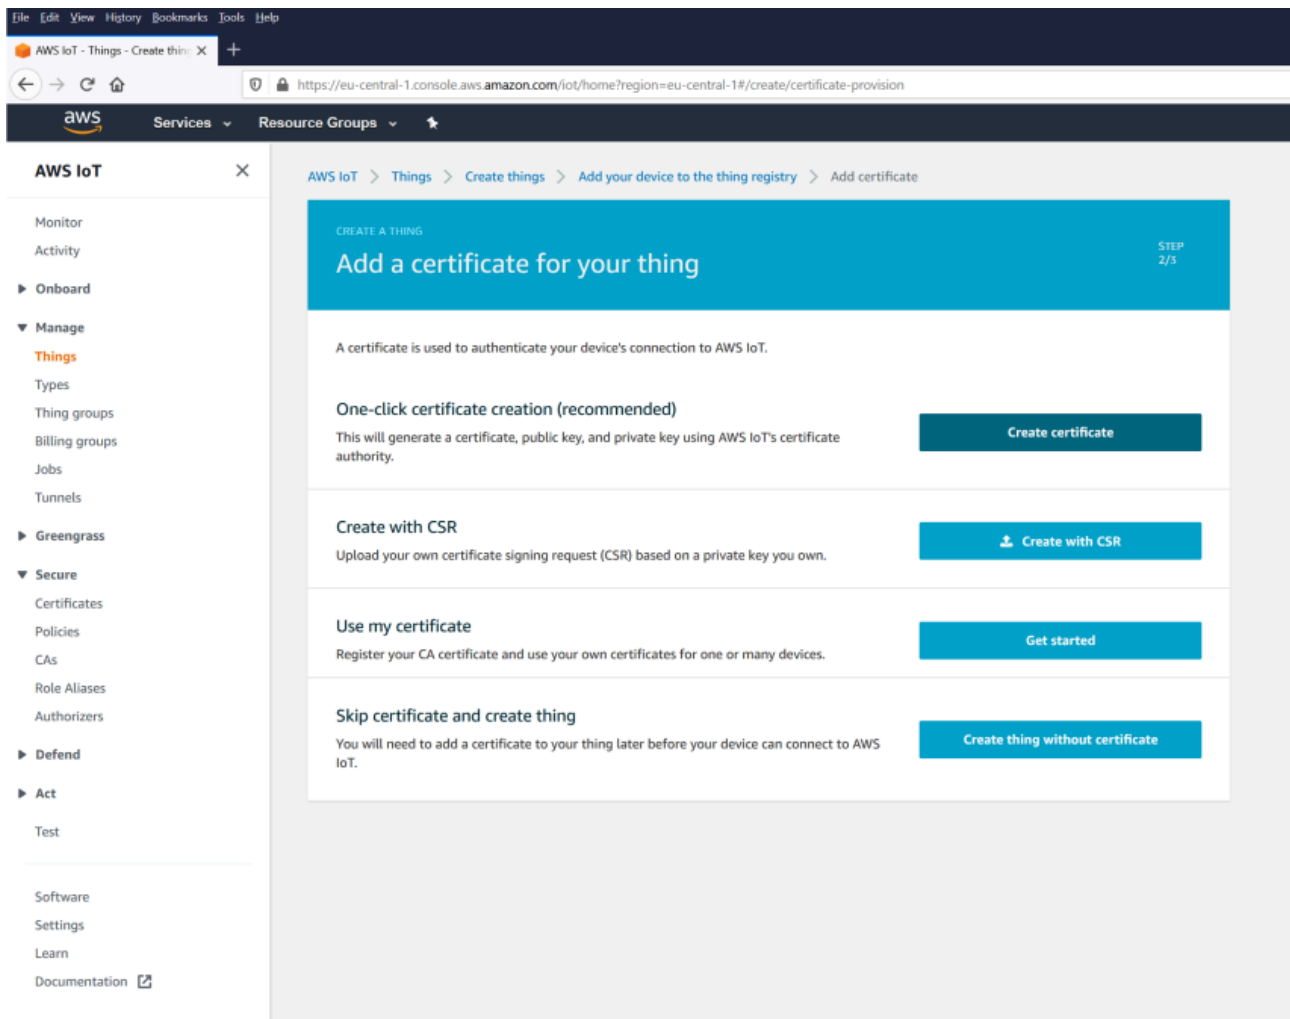 File Edit View History Bookmarks Tools Help
AWS IoT - Things - Create thing
https://eu-central-1.console.aws.amazon.com/iot/home?region=eu-central-1#/create/certificate-provision
aws Services Resource Groups
AWS IoT
Monitor
Activity
Onboard
Manage
Things
Types
Thing groups
Billing groups
Jobs
Tunnels
Greengrass
Secure
Certificates
Policies
CAs
Role Aliases
Authorizers
Defend
Act
Test
Software
Settings
Learn
Documentation
AWS IoT > Things > Create things > Add your device to the thing registry > Add certificate
CREATE A THING
Add a certificate for your thing
STEP
2/3
A certificate is used to authenticate your device's connection to AWS IoT.
One-click certificate creation (recommended)
This will generate a certificate, public key, and private key using AWS IoT's certificate
authority.
Create certificate
Create with CSR
Upload your own certificate signing request (CSR) based on a private key you own.
Create with CSR
Use my certificate
Register your CA certificate and use your own certificates for one or many devices.
Get started
Skip certificate and create thing
You will need to add a certificate to your thing later before your device can connect to AWS
IoT.
Create thing without certificate